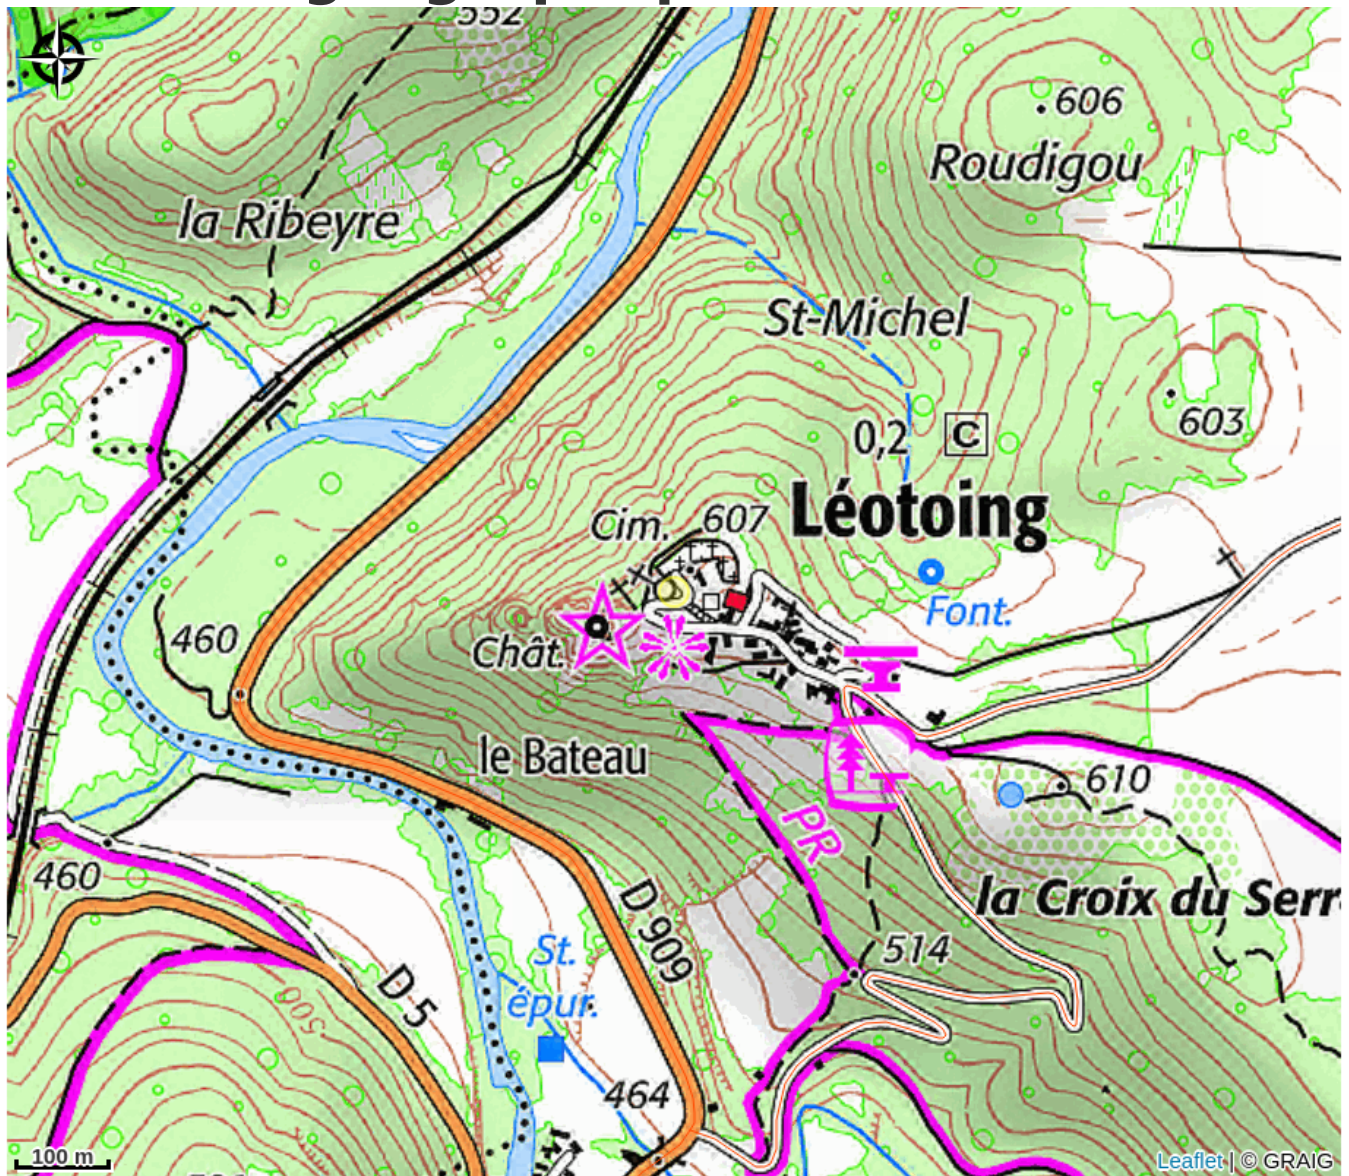 552
606
Roudigou
la Ribeyre
St-Michel
603
0,2 C
Léotoing
Cim. 607
Font.
460
Chât.
le Bateau
610
PR
460
la Croix du Serr
D 909
514
St.
épur.
D 5
500
464
100 m
Leaflet | © GRAIG